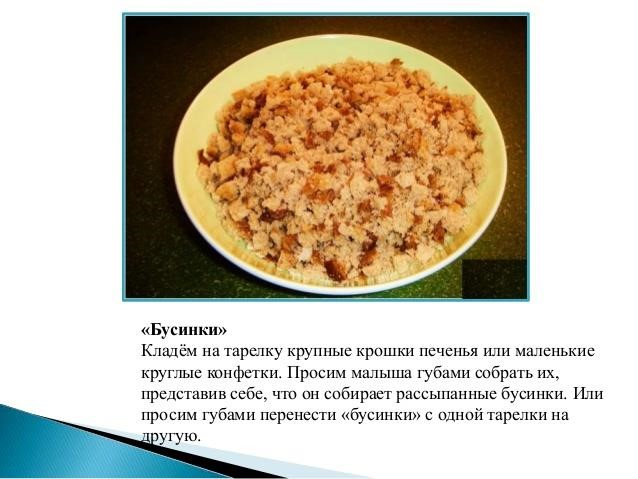 «Бусинки»
Кладём на тарелку крупные крошки печенья или маленькие
круглые конфетки. Просим малыша губами собрать их,
представив себе, что он собирает рассыпанные бусинки. Или
просим губами перенести «бусинки» с одной тарелки на
другую.